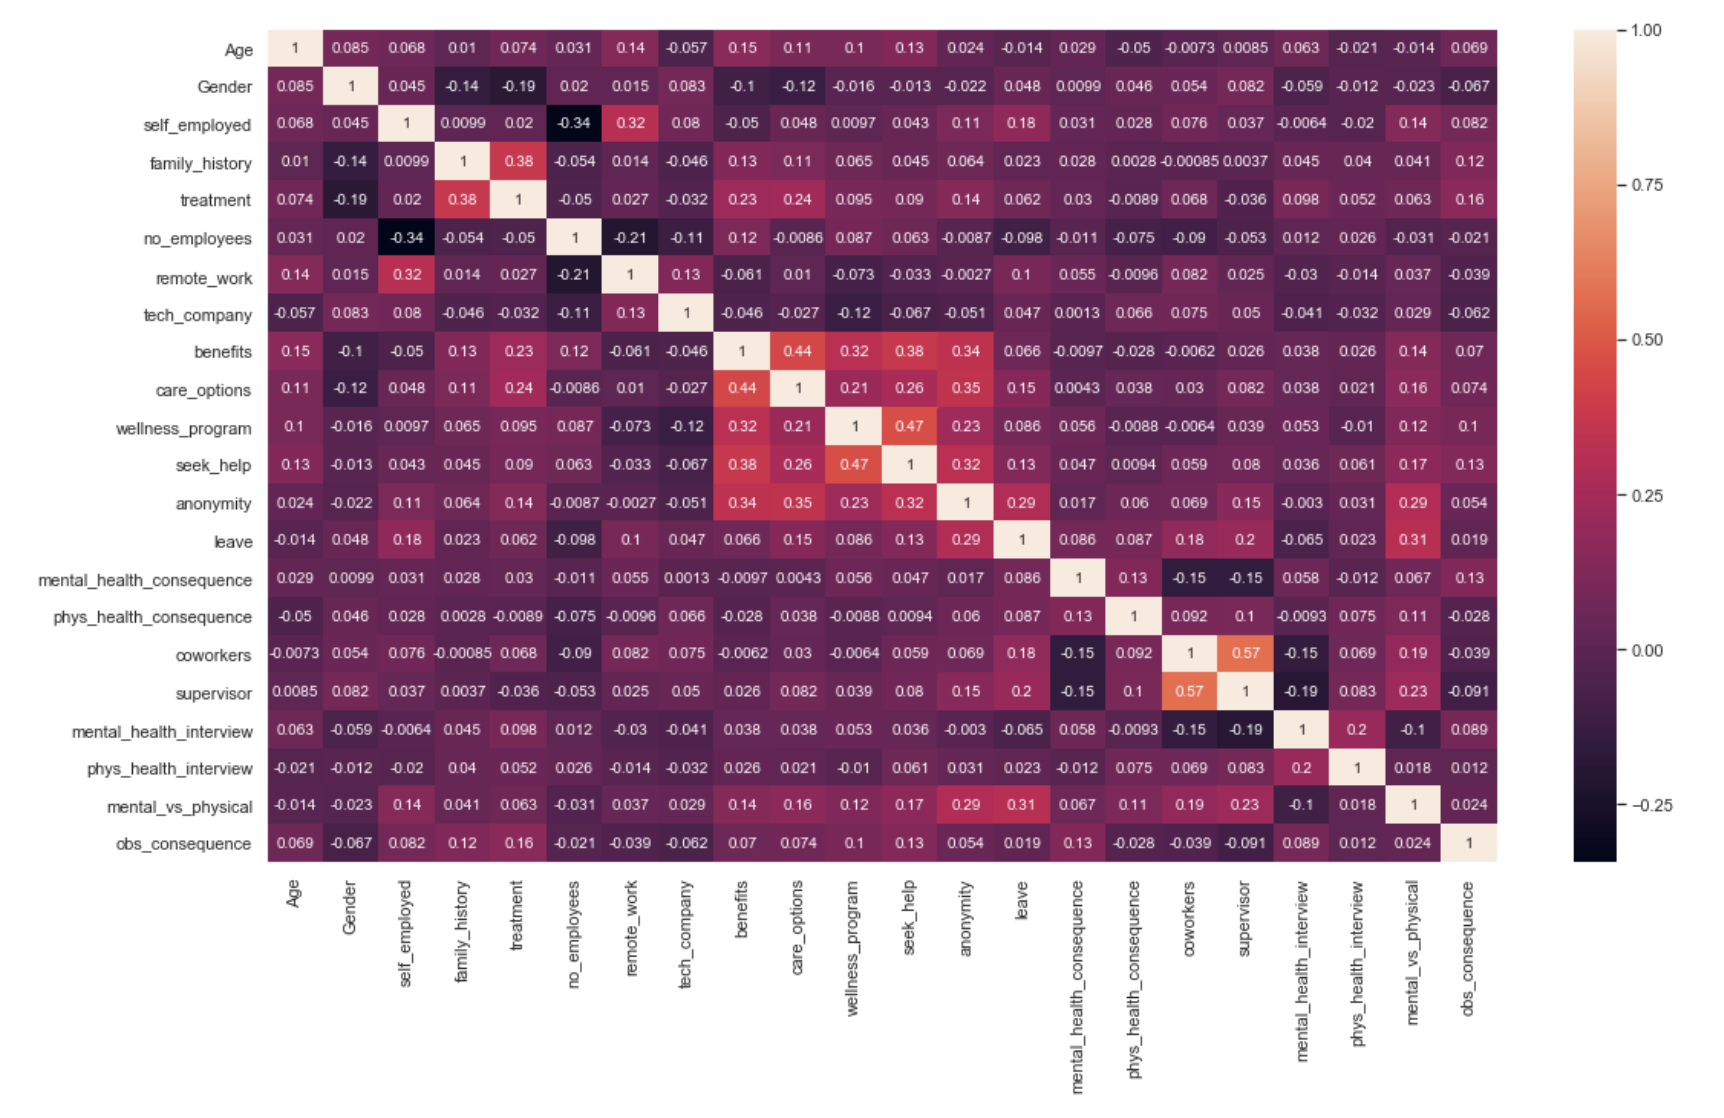 1.00
Age 1 0.085 0.068 0.01 0.074 0.031 0.14 -0.057 0.15 0.11 0.1 0.13 0.024 -0.014 0.029 -0.05 -0.0073 0.0085 0.063 -0.021 -0.014 0.069
Gender 0.085 1 0.045 -0.14 -0.19 0.02 0.015 0.083 -0.1 -0.12 -0.016 -0.013 -0.022 0.048 0.0099 0.046 0.054 0.082 -0.059 -0.012 -0.023 -0.067
self_employed 0.068 0.045 1 0.0099 0.02 -0.34 0.32 0.08 -0.05 0.048 0.0097 0.043 0.11 0.18 0.031 0.028 0.076 0.037 -0.0064 -0.02 0.14 0.082
family_history 0.01 -0.14 0.0099 1 0.38 -0.054 0.014 -0.046 0.13 0.11 0.065 0.045 0.064 0.023 0.028 0.0028 -0.00085 0.0037 0.045 0.04 0.041 0.12
0.75
treatment 0.074 -0.19 0.02 0.38 1 -0.05 0.027 -0.032 0.23 0.24 0.095 0.09 0.14 0.062 0.03 -0.0089 0.068 -0.036 0.098 0.052 0.063 0.16
no_employees 0.031 0.02 -0.34 -0.054 -0.05 1 -0.21 -0.11 0.12 -0.0086 0.087 0.063 -0.0087 -0.098 -0.011 -0.075 -0.09 -0.053 0.012 0.026 -0.031 -0.021
remote_work 0.14 0.015 0.32 0.014 0.027 -0.21 1 0.13 -0.061 0.01 -0.073 -0.033 -0.0027 0.1 0.055 -0.0096 0.082 0.025 -0.03 -0.014 0.037 -0.039
tech_company -0.057 0.083 0.08 -0.046 -0.032 -0.11 0.13 1 -0.046 -0.027 -0.12 -0.067 -0.051 0.047 0.0013 0.066 0.075 0.05 -0.041 -0.032 0.029 -0.062
0.50
benefits 0.15 -0.1 -0.05 0.13 0.23 0.12 -0.061 -0.046 1 0.44 0.32 0.38 0.34 0.066 -0.0097 -0.028 -0.0062 0.026 0.038 0.026 0.14 0.07
care_options 0.11 -0.12 0.048 0.11 0.24 -0.0086 0.01 -0.027 0.44 1 0.21 0.26 0.35 0.15 0.0043 0.038 0.03 0.082 0.038 0.021 0.16 0.074
wellness_program 0.1 -0.016 0.0097 0.065 0.095 0.087 -0.073 -0.12 0.32 0.21 1 0.47 0.23 0.086 0.056 -0.0088 -0.0064 0.039 0.053 -0.01 0.12 0.1
seek_help 0.13 -0.013 0.043 0.045 0.09 0.063 -0.033 -0.067 0.38 0.26 0.47 1 0.32 0.13 0.047 0.0094 0.059 0.08 0.036 0.061 0.17 0.13
0.25
anonymity 0.024 -0.022 0.11 0.064 0.14 -0.0087 -0.0027 -0.051 0.34 0.35 0.23 0.32 1 0.29 0.017 0.06 0.069 0.15 -0.003 0.031 0.29 0.054
leave -0.014 0.048 0.18 0.023 0.062 -0.098 0.1 0.047 0.066 0.15 0.086 0.13 0.29 1 0.086 0.087 0.18 0.2 -0.065 0.023 0.31 0.019
mental_health_consequence 0.029 0.0099 0.031 0.028 0.03 -0.011 0.055 0.0013 -0.0097 0.0043 0.056 0.047 0.017 0.086 1 0.13 -0.15 -0.15 0.058 -0.012 0.067 0.13
phys_health_consequence -0.05 0.046 0.028 0.0028 -0.0089 -0.075 -0.0096 0.066 -0.028 0.038 -0.0088 0.0094 0.06 0.087 0.13 1 0.092 0.1 -0.0093 0.075 0.11 -0.028
0.00
coworkers -0.0073 0.054 0.076 -0.00085 0.068 -0.09 0.082 0.075 -0.0062 0.03 -0.0064 0.059 0.069 0.18 -0.15 0.092 1 0.57 -0.15 0.069 0.19 -0.039
supervisor 0.0085 0.082 0.037 0.0037 -0.036 -0.053 0.025 0.05 0.026 0.082 0.039 0.08 0.15 0.2 -0.15 0.1 0.57 1 -0.19 0.083 0.23 -0.091
mental_health_interview 0.063 -0.059 -0.0064 0.045 0.098 0.012 -0.03 -0.041 0.038 0.038 0.053 0.036 -0.003 -0.065 0.058 -0.0093 -0.15 -0.19 1 0.2 -0.1 0.089
phys_health_interview -0.021 -0.012 -0.02 0.04 0.052 0.026 -0.014 -0.032 0.026 0.021 -0.01 0.061 0.031 0.023 -0.012 0.075 0.069 0.083 0.2 1 0.018 0.012
mental_vs_physical -0.014 -0.023 0.14 0.041 0.063 -0.031 0.037 0.029 0.14 0.16 0.12 0.17 0.29 0.31 0.067 0.11 0.19 0.23 -0.1 0.018 1 0.024
-0.25
obs_consequence 0.069 -0.067 0.082 0.12 0.16 -0.021 -0.039 -0.062 0.07 0.074 0.1 0.13 0.054 0.019 0.13 -0.028 -0.039 -0.091 0.089 0.012 0.024 1
Age
Gender
self_employed
family_history
treatment
no_employees
remote_work
tech_company
benefits
care_options
wellness_program
seek_help
anonymity
leave
mental_health_consequence
phys_health_consequence
coworkers
supervisor
mental_health_interview
phys_health_interview
mental_vs_physical
obs_consequence